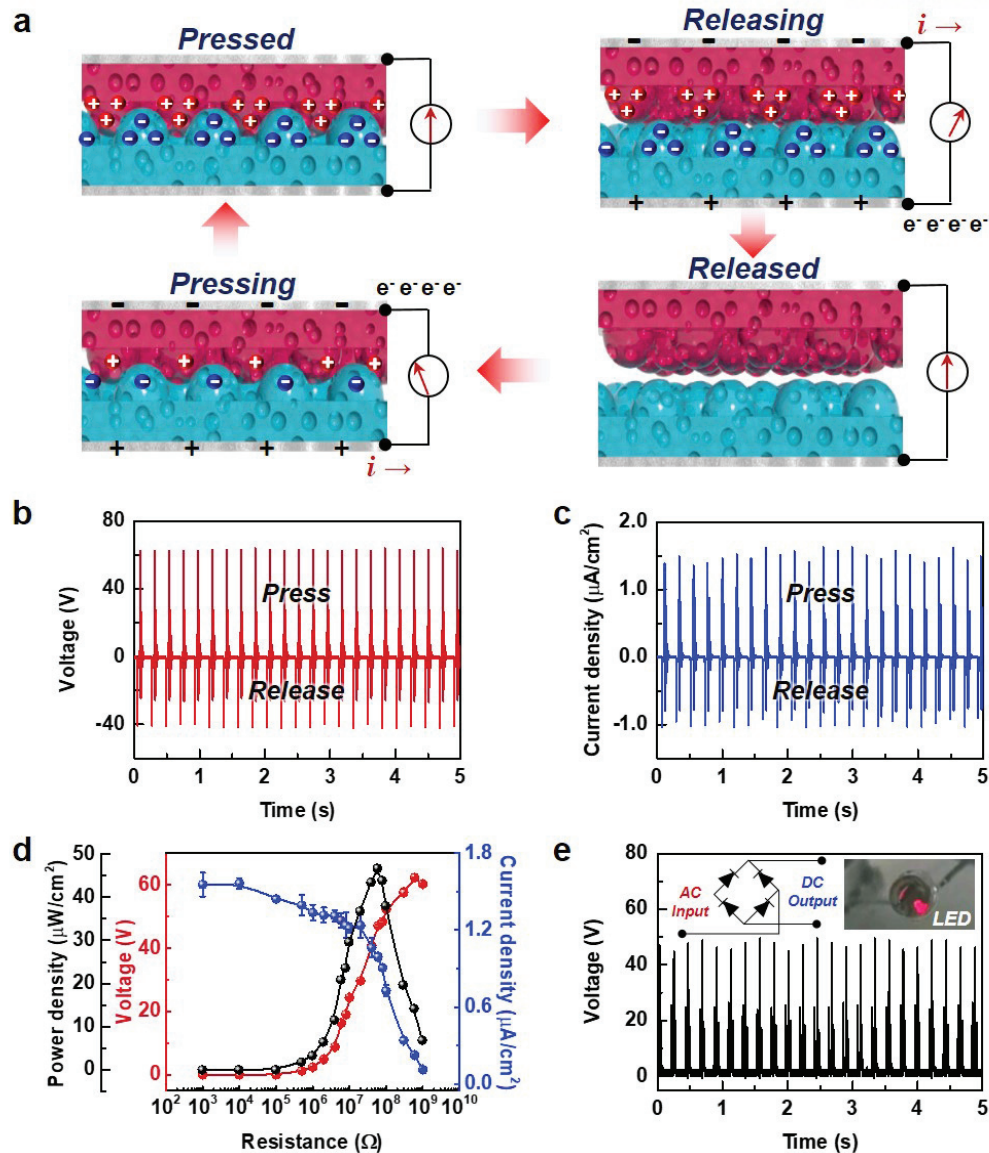 a
Pressed
Releasing
i →
- - - -
+ + + + + + + + +
- - - - - - - - - - - -
+ + + + + + + + + + + +
- - - - - - - - - - - -
+ + + +
e- e- e- e-
Pressing
e- e- e- e-
Released
- - - -
+ + + + +
- - - - -
+ + + +
i →
b
80
40
0
-40
Voltage (V)
Press
Release
0 1 2 3 4 5
Time (s)
c
2.0
1.0
0.0
-1.0
Current density (μA/cm²)
Press
Release
0 1 2 3 4 5
Time (s)
d
50
40
30
20
10
0
Power density (μW/cm²)
60
40
20
0
Voltage (V)
1.8
1.2
0.6
0.0
Current density (μA/cm²)
10² 10³ 10⁴ 10⁵ 10⁶ 10⁷ 10⁸ 10⁹ 10¹⁰
Resistance (Ω)
e
80
60
40
20
0
Voltage (V)
AC
Input
DC
Output
LED
0 1 2 3 4 5
Time (s)